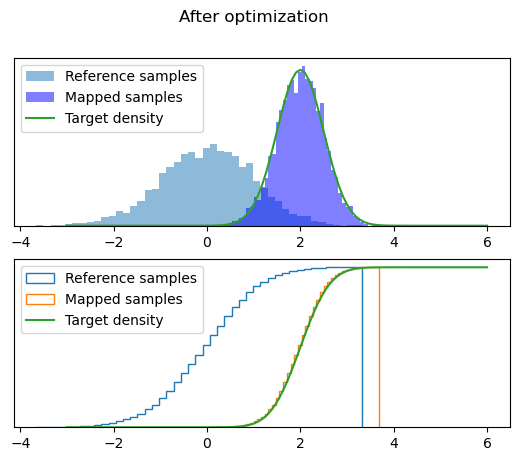 After optimization
Reference samples
Mapped samples
Target density
−4 −2 0 2 4 6
Reference samples
Mapped samples
Target density
−4 −2 0 2 4 6